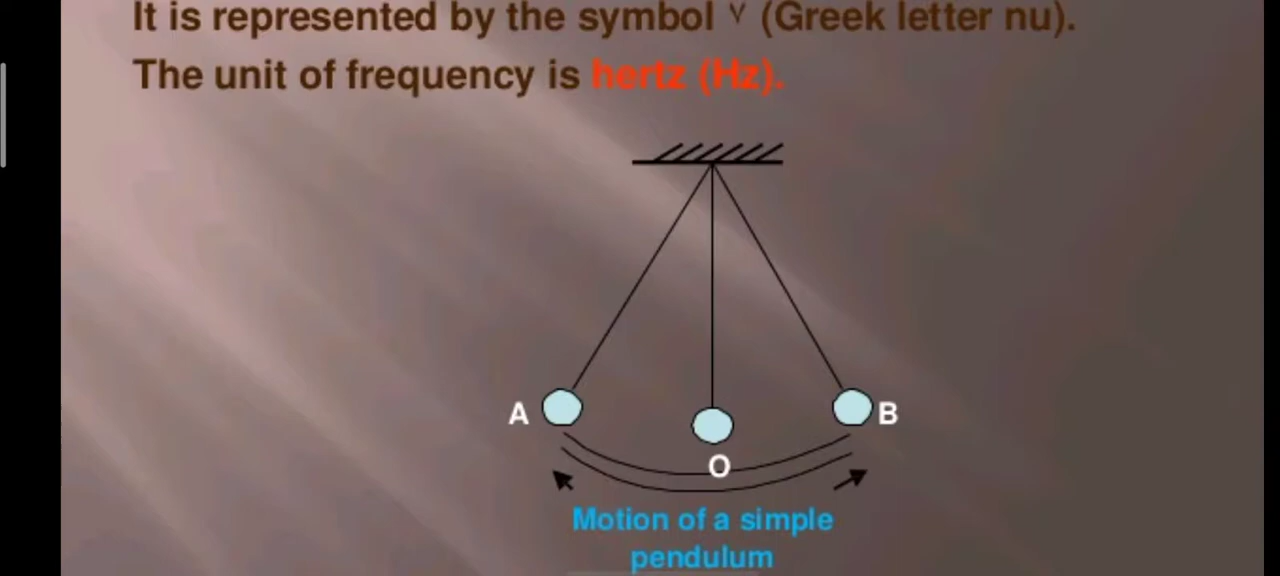 It is represented by the symbol ν (Greek letter nu).
The unit of frequency is hertz (Hz).
A
B
O
Motion of a simple
pendulum